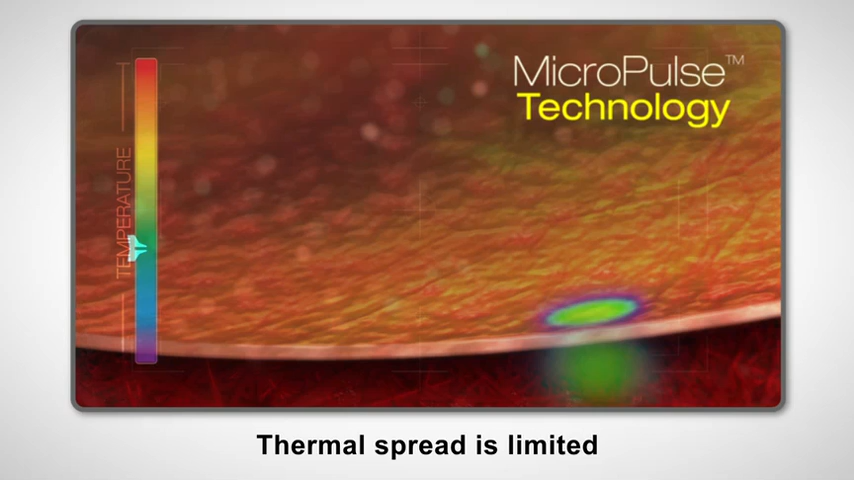 MicroPulse™
Technology
TEMPERATURE
Thermal spread is limited